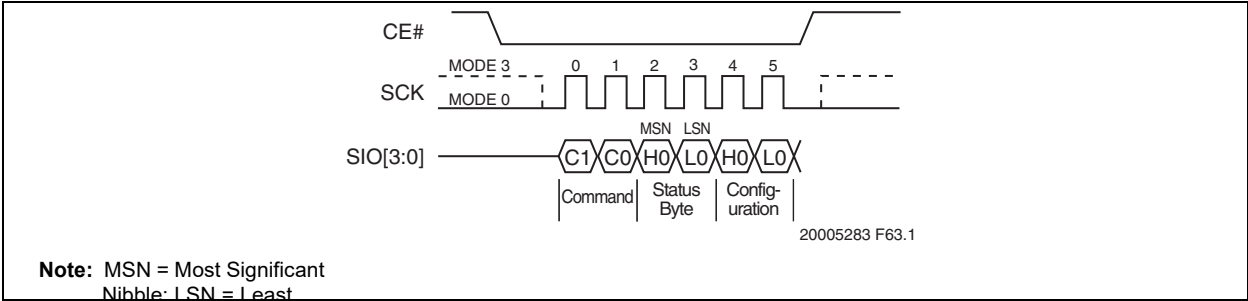 CE#
MODE 3
0 1 2 3 4 5
SCK
MODE 0
MSN LSN
SIO[3:0]
C1 C0 H0 L0 H0 L0
Command
Status
Byte
Config-
uration
20005283 F63.1
Note: MSN = Most Significant
Nibble; LSN = Least